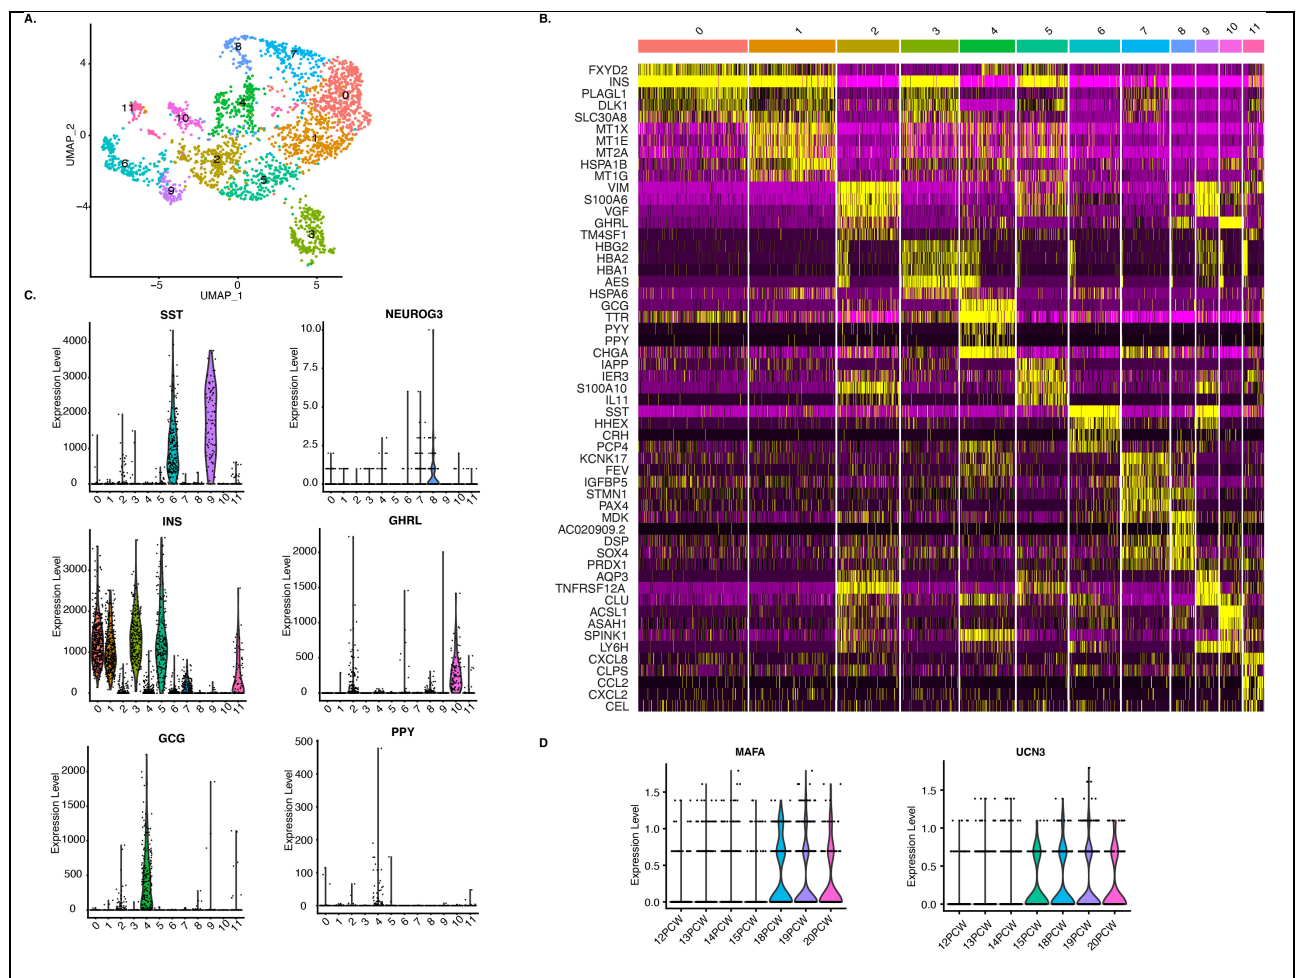 A.
8
7
4
0
4
11
10
1
0
UMAP_2
2
6
5
9
−4
3
−5
0
5
UMAP_1
B.
0
1
2
3
4
5
6
7
8
9
10
11
FXYD2
INS
PLAGL1
DLK1
SLC30A8
MT1X
MT1E
MT2A
HSPA1B
MT1G
VIM
S100A6
VGF
GHRL
TM4SF1
HBG2
HBA2
HBA1
AES
HSPA6
GCG
TTR
PYY
PPY
CHGA
IAPP
IER3
S100A10
IL11
SST
HHEX
CRH
PCP4
KCNK17
FEV
IGFBP5
STMN1
PAX4
MDK
AC020909.2
DSP
SOX4
PRDX1
AQP3
TNFRSF12A
CLU
ACSL1
ASAH1
SPINK1
LY6H
CXCL8
CLPS
CCL2
CXCL2
CEL
C.
SST
Expression Level
4000
3000
2000
1000
0
0 1 2 3 4 5 6 7 8 9 10 11
NEUROG3
Expression Level
10.0
7.5
5.0
2.5
0.0
0 1 2 3 4 5 6 7 8 9 10 11
INS
Expression Level
3000
2000
1000
0
0 1 2 3 4 5 6 7 8 9 10 11
GHRL
Expression Level
2000
1500
1000
500
0
0 1 2 3 4 5 6 7 8 9 10 11
GCG
Expression Level
2000
1500
1000
500
0
0 1 2 3 4 5 6 7 8 9 10 11
PPY
Expression Level
500
400
300
200
100
0
0 1 2 3 4 5 6 7 8 9 10 11
D
MAFA
Expression Level
1.5
1.0
0.5
0.0
12PCW 13PCW 14PCW 15PCW 18PCW 19PCW 20PCW
UCN3
Expression Level
1.5
1.0
0.5
0.0
12PCW 13PCW 14PCW 15PCW 18PCW 19PCW 20PCW